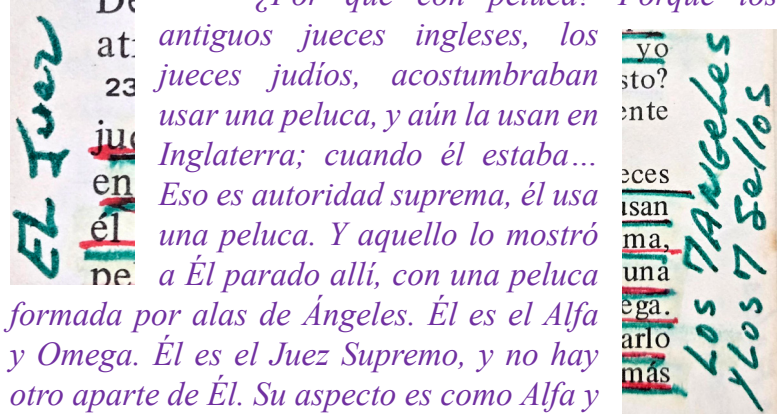 ¿Por qué con peluca? Porque los
antiguos jueces ingleses, los
jueces judíos, acostumbraban
usar una peluca, y aún la usan en
Inglaterra; cuando él estaba…
Eso es autoridad suprema, él usa
una peluca. Y aquello lo mostró
a Él parado allí, con una peluca
formada por alas de Ángeles. Él es el Alfa
y Omega. Él es el Juez Supremo, y no hay
otro aparte de Él. Su aspecto es como Alfa y
EL Juez
23
en
él
yo
sto?
ente
eces
usan
ma,
una
ega.
arlo
más
LOS 7 ANGeLes
y LOS 7 Sellos